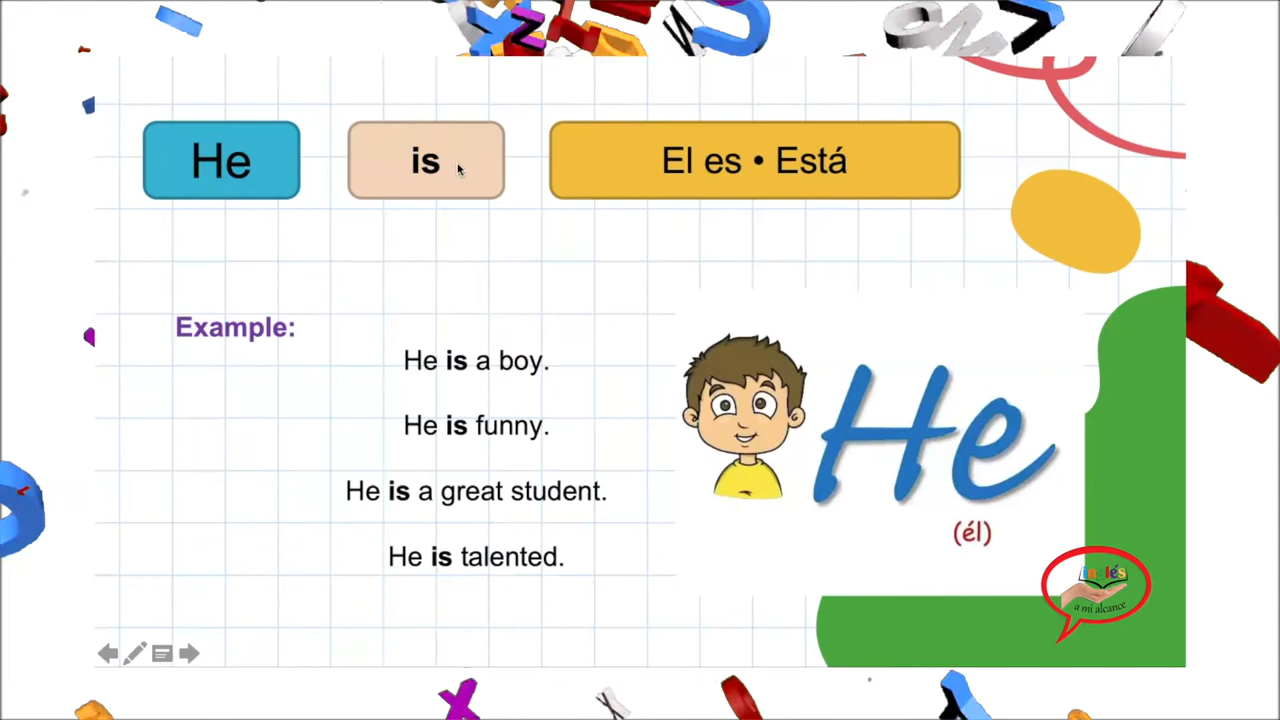 He
is
El es • Está
Example:
He is a boy.
He is funny.
He is a great student.
He is talented.
He
(él)
inglés
a mi alcance